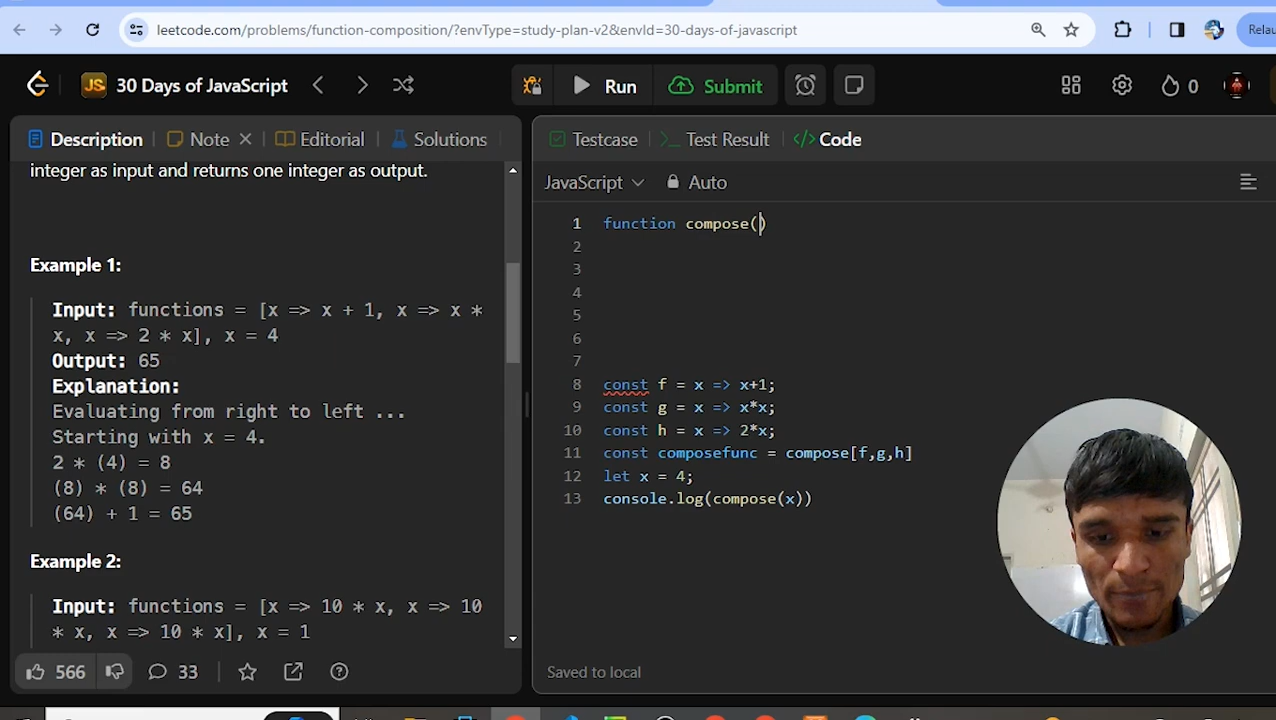 leetcode.com/problems/function-composition/?envType=study-plan-v2&envId=30-days-of-javascript
Relau
JS 30 Days of JavaScript
Run
Submit
0
Description
Note
Editorial
Solutions
integer as input and returns one integer as output.
Example 1:
Input: functions = [x => x + 1, x => x *
x, x => 2 * x], x = 4
Output: 65
Explanation:
Evaluating from right to left ...
Starting with x = 4.
2 * (4) = 8
(8) * (8) = 64
(64) + 1 = 65
Example 2:
Input: functions = [x => 10 * x, x => 10
* x, x => 10 * x], x = 1
566
33
Testcase
Test Result
Code
JavaScript
Auto
1 function compose()
2
3
4
5
6
7
8 const f = x => x+1;
9 const g = x => x*x;
10 const h = x => 2*x;
11 const composefunc = compose[f,g,h]
12 let x = 4;
13 console.log(compose(x))
Saved to local